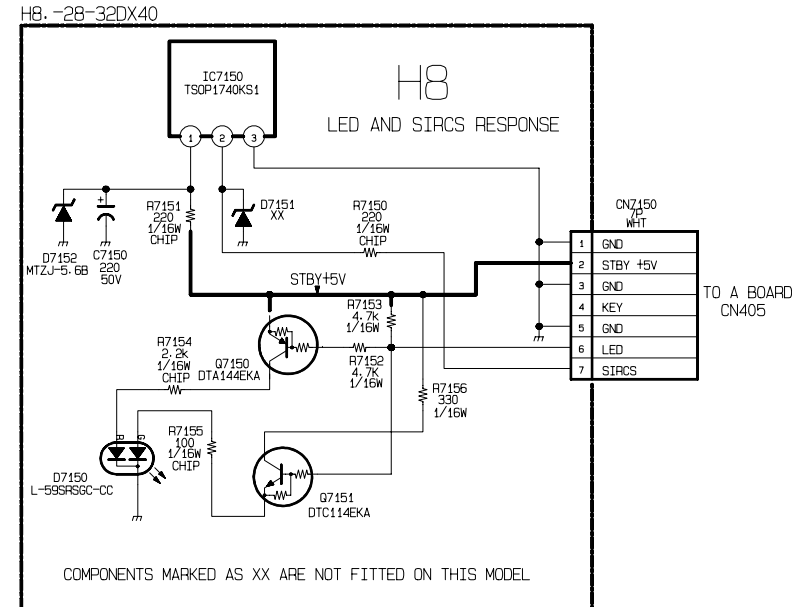 H8.-28-32DX40
IC7150
TSOP1740KS1
H8
LED AND SIRCS RESPONSE
1
2
3
R7151
220
1/16W
CHIP
D7151
XX
R7150
220
1/16W
CHIP
CN7150
7P
WHT
D7152
MTZJ-5.6B
+
C7150
220
50V
1 GND
2 STBY +5V
3 GND
4 KEY
5 GND
6 LED
7 SIRCS
TO A BOARD
CN405
STBY+5V
R7153
4.7k
1/16W
R7154
2.2k
1/16W
CHIP
Q7150
DTA144EKA
R7152
4.7K
1/16W
R7156
330
1/16W
R G
R7155
100
1/16W
CHIP
D7150
L-59SRSGC-CC
Q7151
DTC114EKA
COMPONENTS MARKED AS XX ARE NOT FITTED ON THIS MODEL